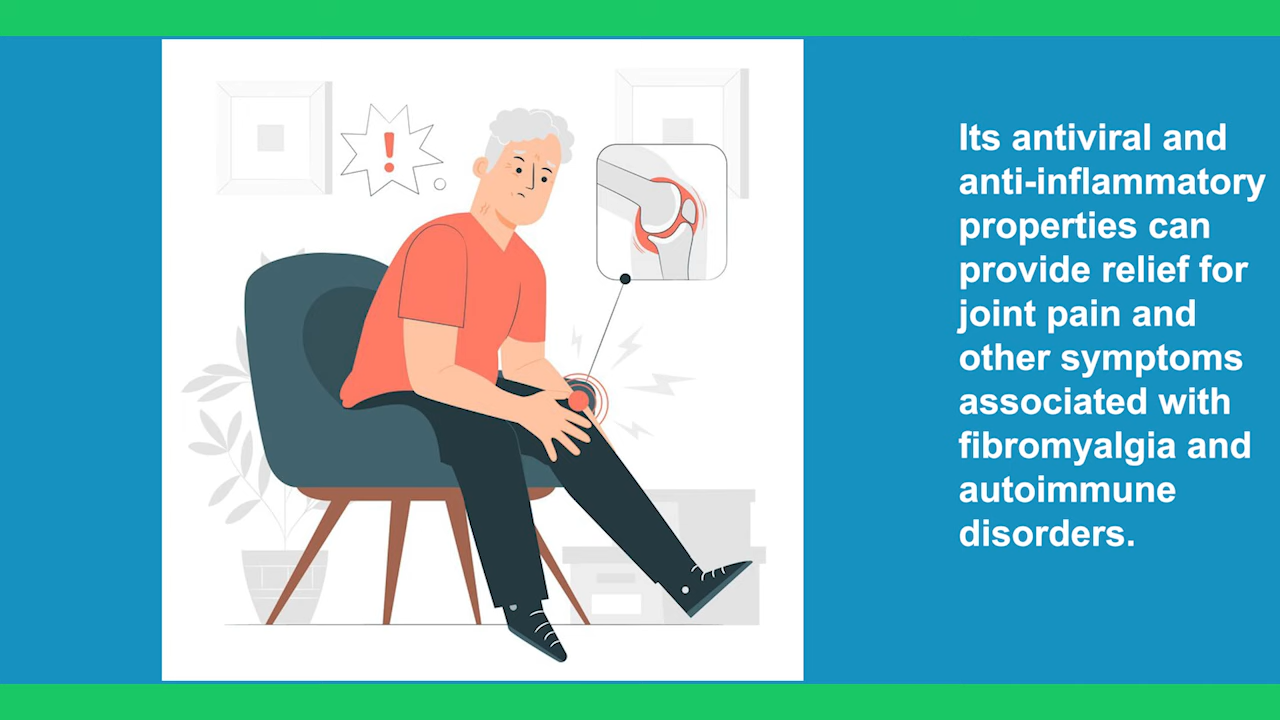 !
Its antiviral and
anti-inflammatory
properties can
provide relief for
joint pain and
other symptoms
associated with
fibromyalgia and
autoimmune
disorders.